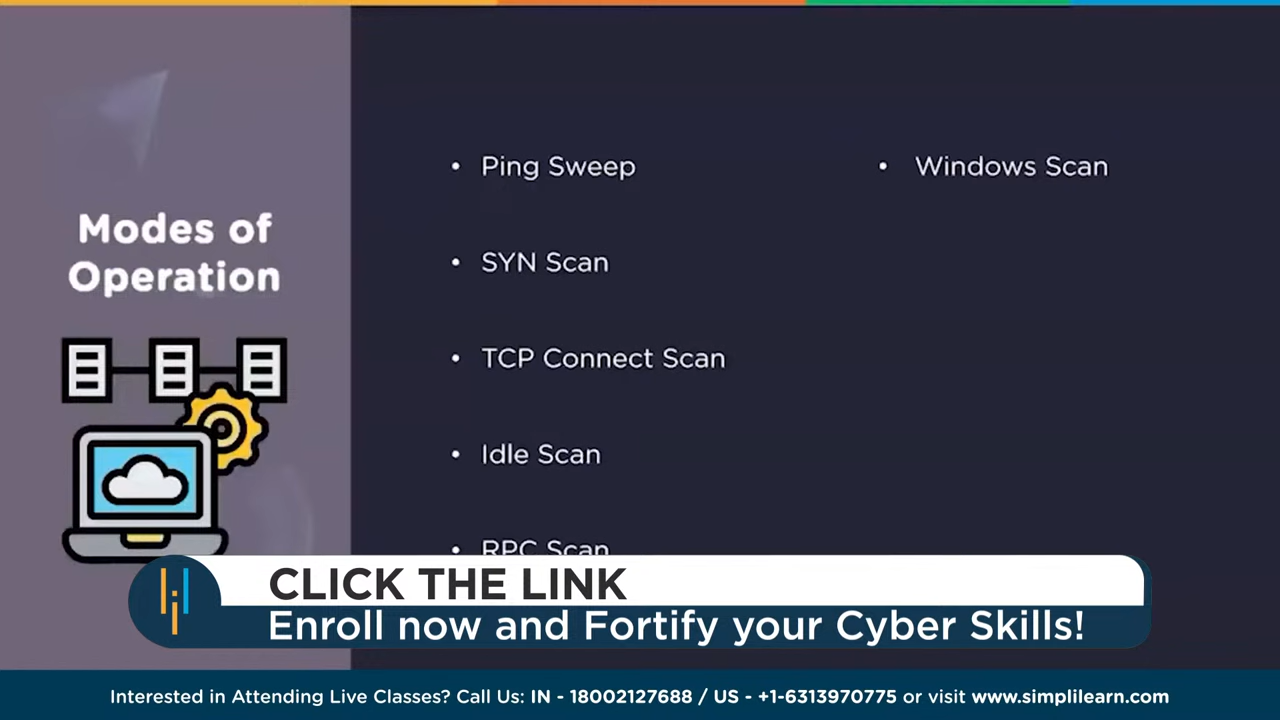 Modes of
Operation
• Ping Sweep
• SYN Scan
• TCP Connect Scan
• Idle Scan
• RPC Scan
• Windows Scan
CLICK THE LINK
Enroll now and Fortify your Cyber Skills!
Interested in Attending Live Classes? Call Us: IN - 18002127688 / US - +1-6313970775 or visit www.simplilearn.com